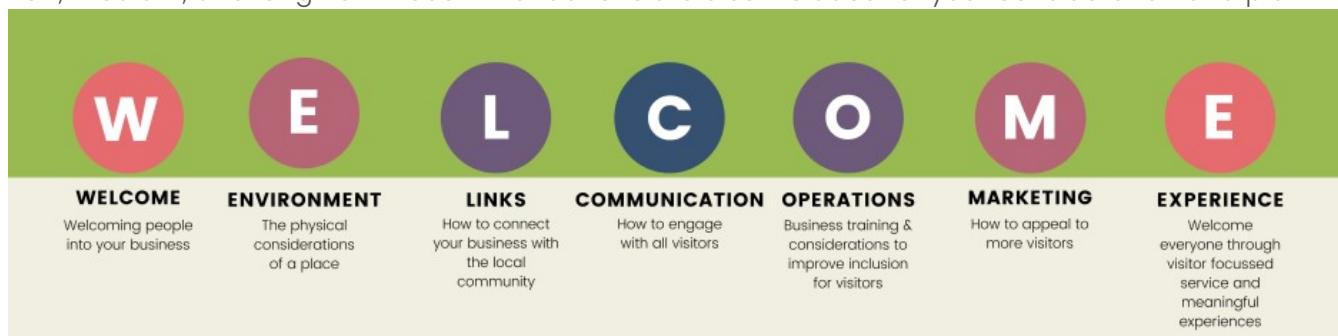 W E L C O M E
WELCOME ENVIRONMENT LINKS COMMUNICATION OPERATIONS MARKETING EXPERIENCE
Welcoming people
into your business
The physical
considerations
of a place
How to connect
your business with
the local
community
How to engage
with all visitors
Business training &
considerations to
improve inclusion
for visitors
How to appeal to
more visitors
Welcome
everyone through
visitor focussed
service and
meaningful
experiences